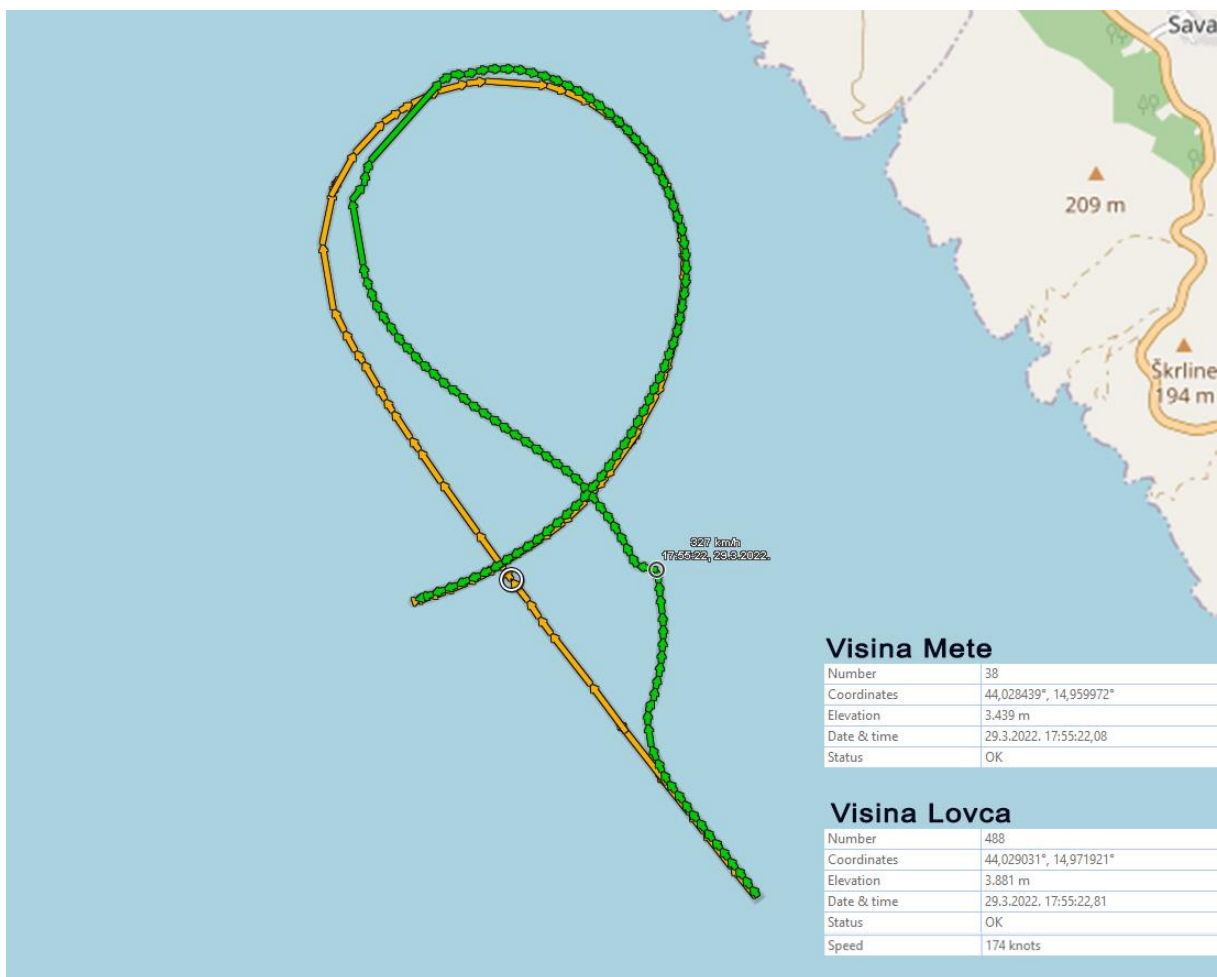 Sava
209 m
Škrline
194 m
327 km/h
17:55:22, 29.3.2022.
Visina Mete
Number 38
Coordinates 44,028439°, 14,959972°
Elevation 3.439 m
Date & time 29.3.2022. 17:55:22,08
Status OK
Visina Lovca
Number 488
Coordinates 44,029031°, 14,971921°
Elevation 3.881 m
Date & time 29.3.2022. 17:55:22,81
Status OK
Speed 174 knots